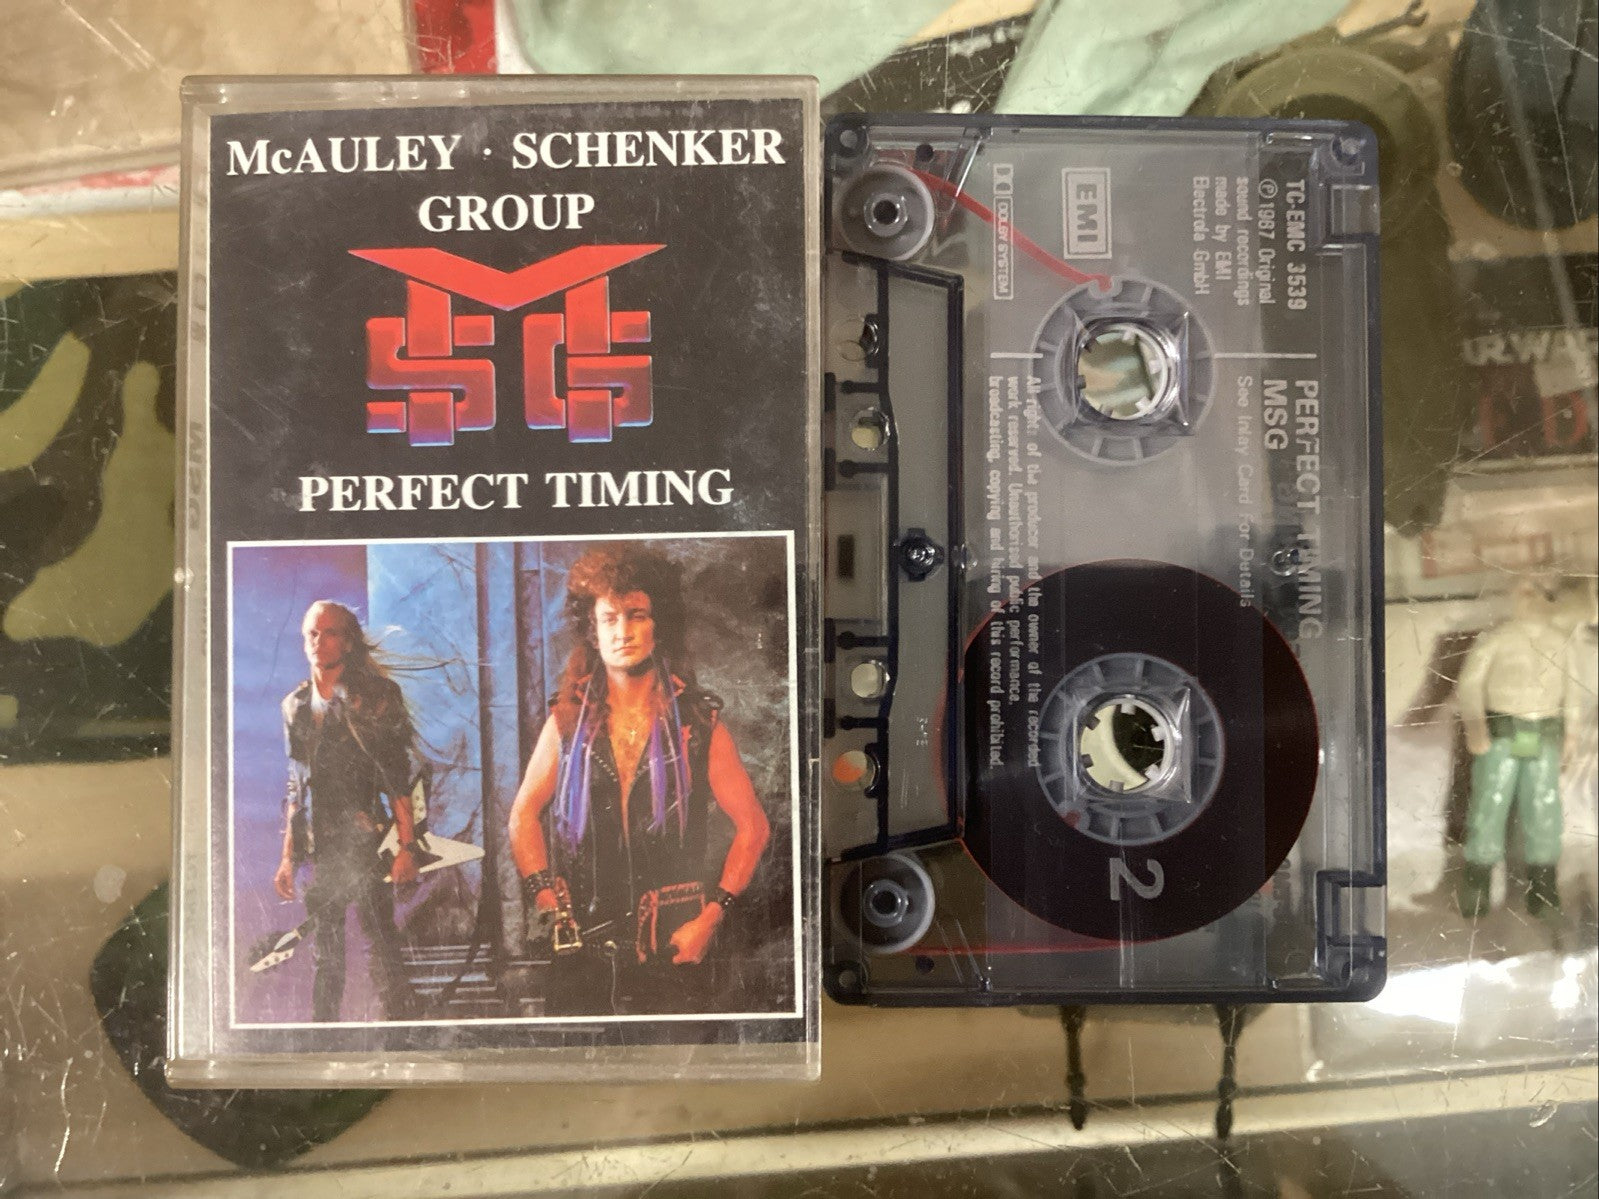 McAULEY · SCHENKER
GROUP
MSG
PERFECT TIMING
TC-EMC 3539
Ⓟ 1987 Original
sound recordings
made by EMI
Electrola GmbH
EMI
DOLBY SYSTEM
PERFECT TIMING
MSG
See Inlay Card For Details
All rights of the producer and the owner of the recorded
work reserved. Unauthorised public performance,
broadcasting, copying and hiring of this record prohibited.
2